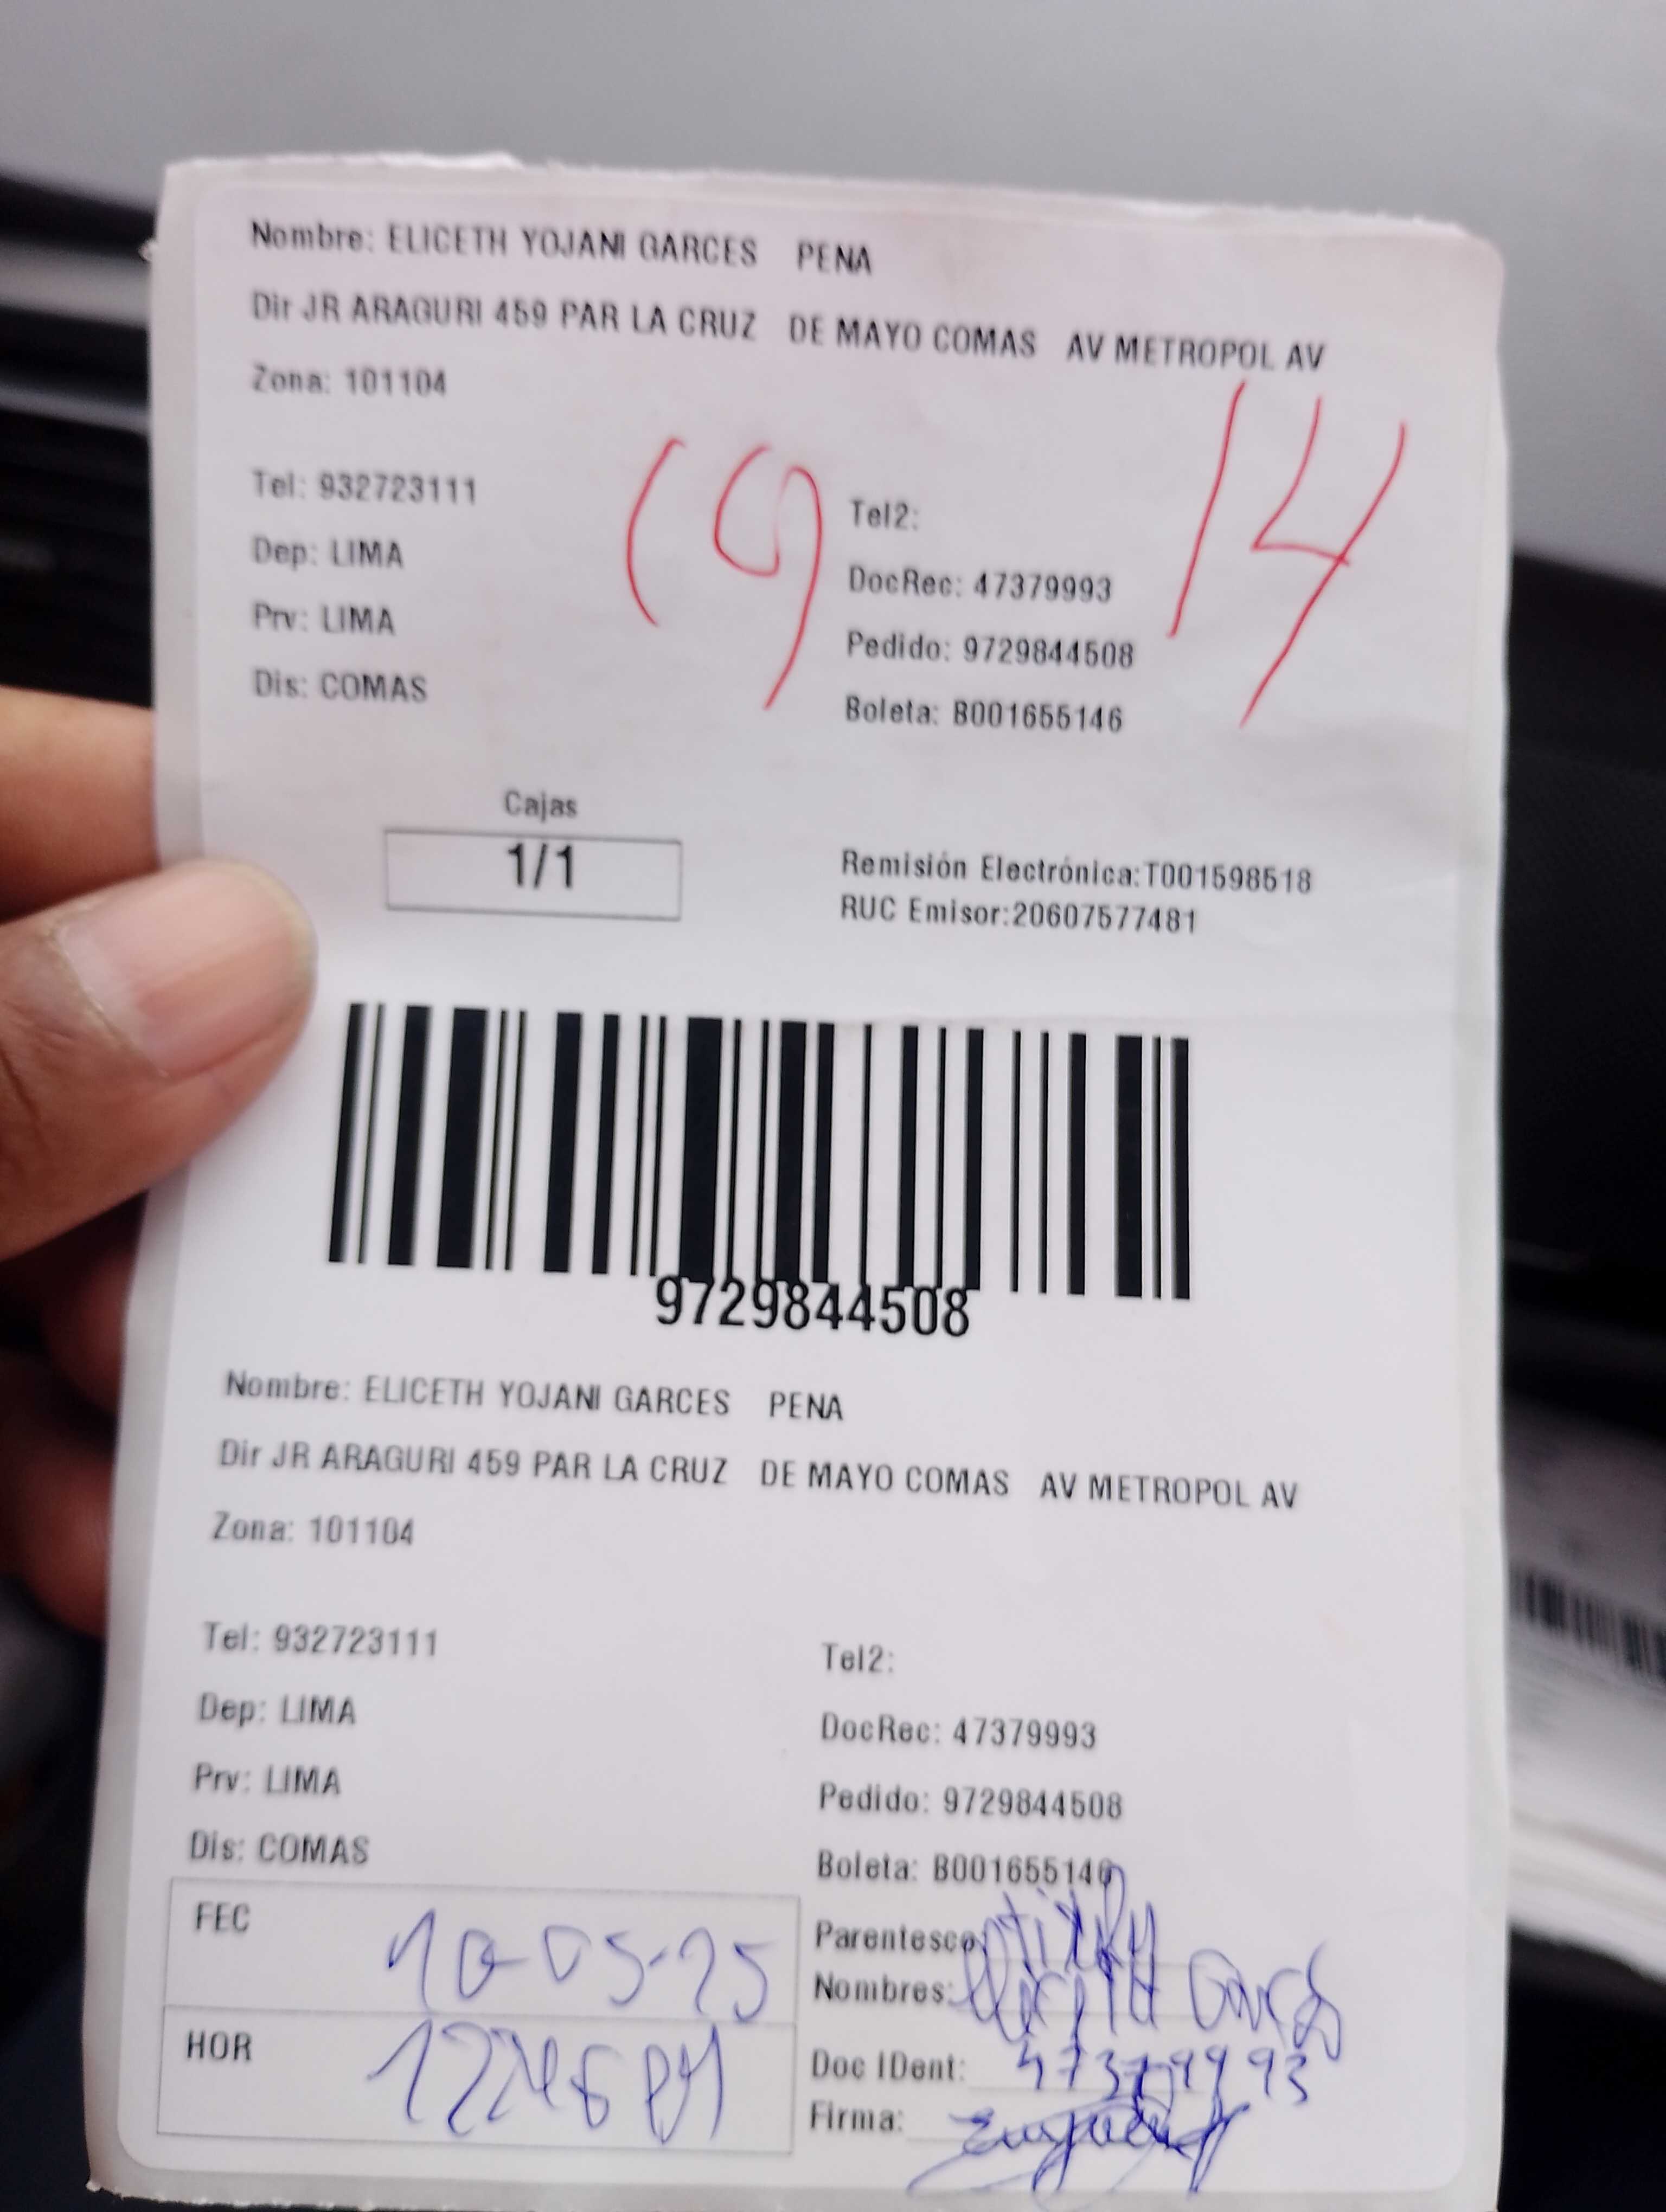 Nombre: ELICETH YOJANI GARCES PENA
Dir JR ARAGURI 459 PAR LA CRUZ DE MAYO COMAS AV METROPOL AV
Zona: 101104
19
14
Tel: 932723111
Tel2:
Dep: LIMA
DocRec: 47379993
Prv: LIMA
Pedido: 9729844508
Dis: COMAS
Boleta: B001655146
Cajas
1/1
Remisión Electrónica:T001598518
RUC Emisor:20607577481
9729844508
Nombre: ELICETH YOJANI GARCES PENA
Dir JR ARAGURI 459 PAR LA CRUZ DE MAYO COMAS AV METROPOL AV
Zona: 101104
Tel: 932723111
Tel2:
Dep: LIMA
DocRec: 47379993
Prv: LIMA
Pedido: 9729844508
Dis: COMAS
Boleta: B001655146
FEC 10-05-25
Parentesco
Nombres:
HOR
Doc IDent: 47379993
Firma: